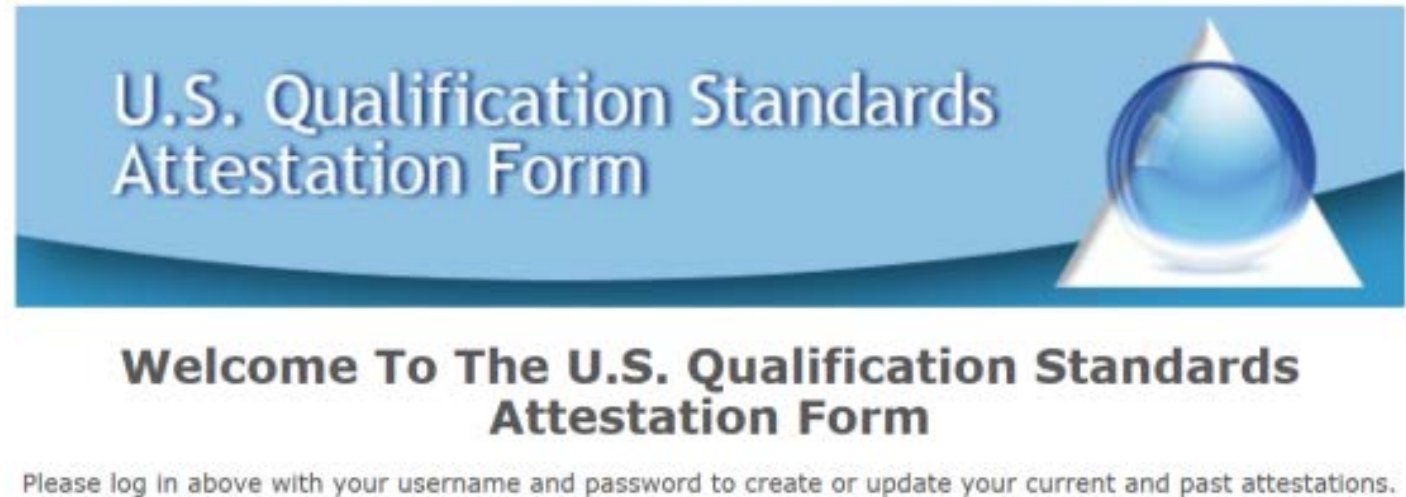 U.S. Qualification Standards
Attestation Form
Welcome To The U.S. Qualification Standards
Attestation Form
Please log in above with your username and password to create or update your current and past attestations.